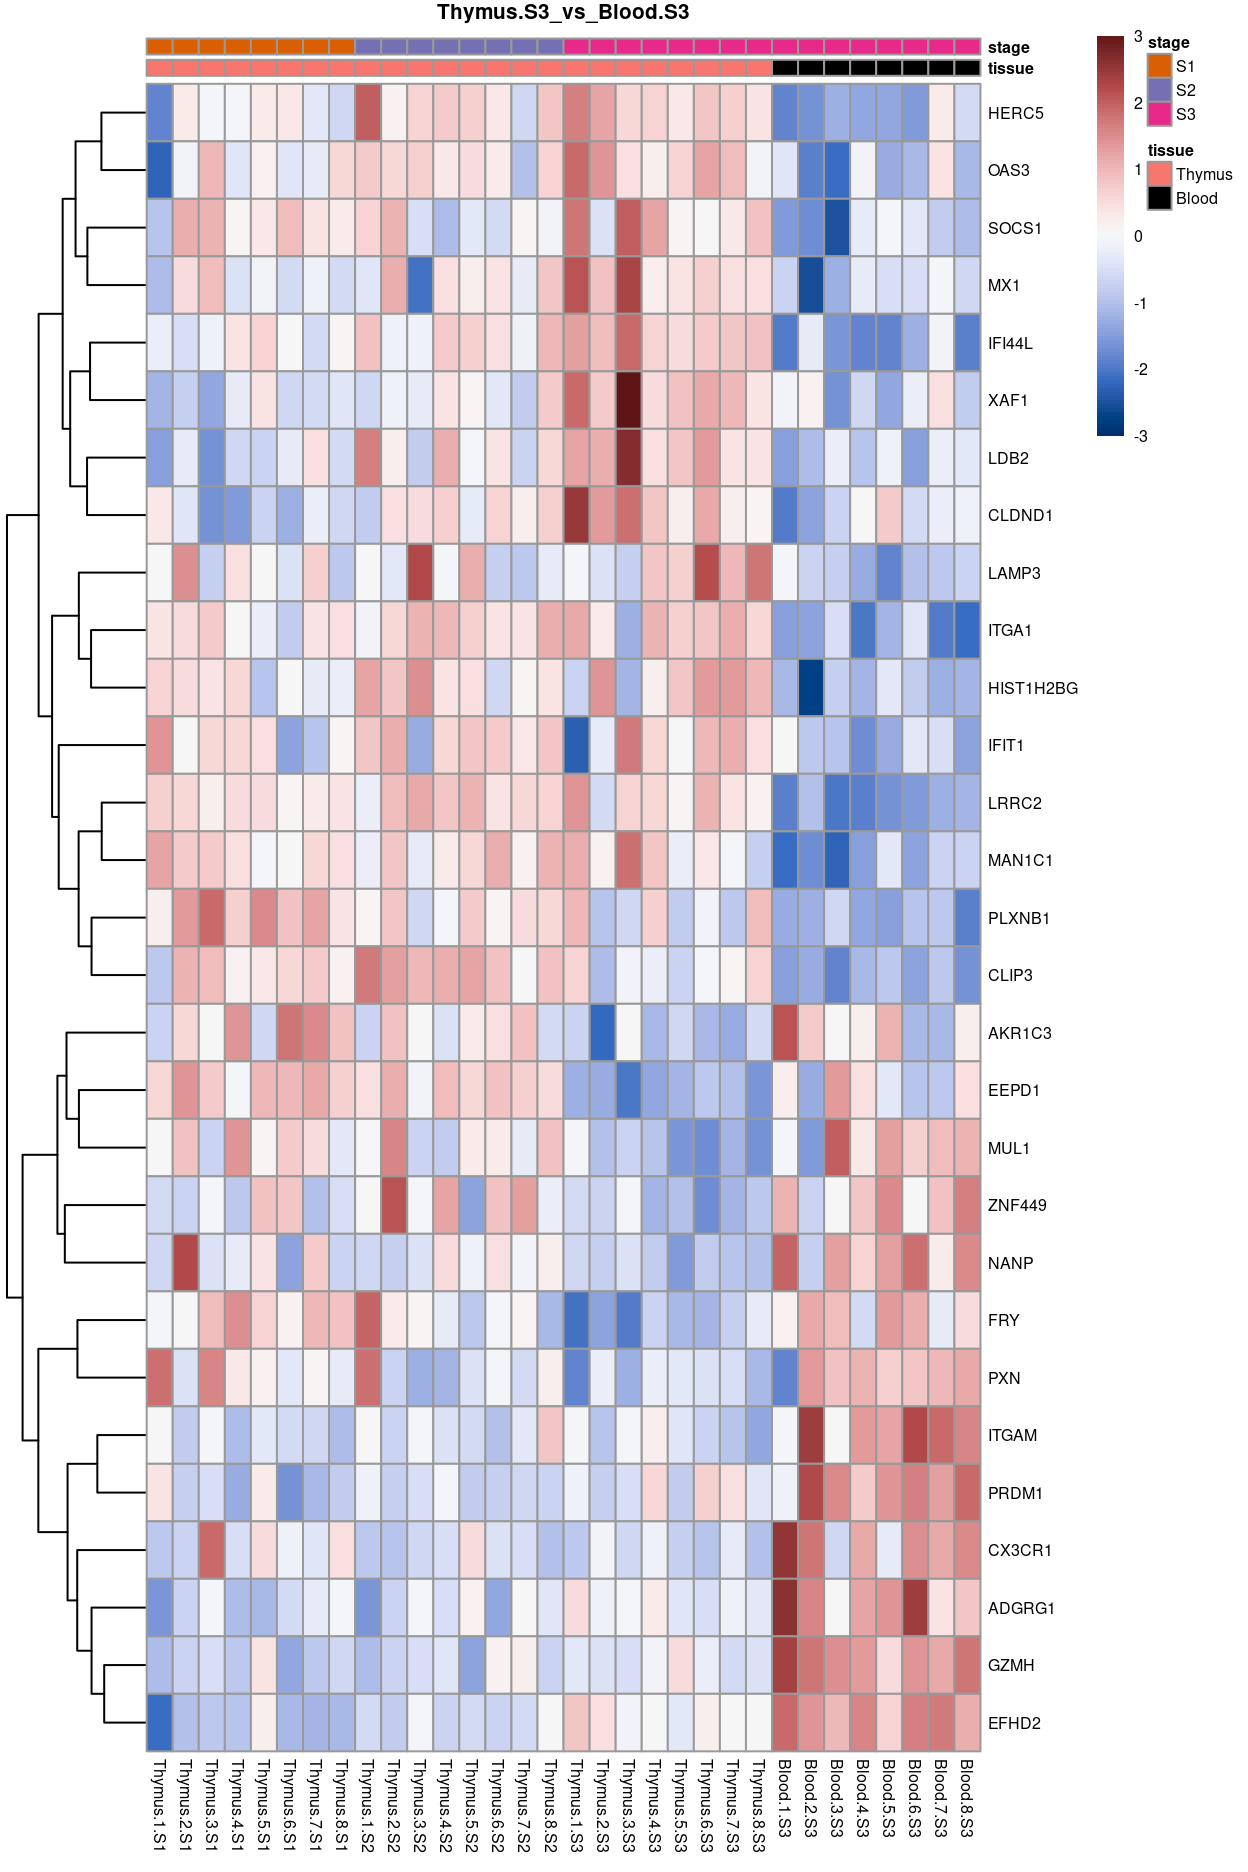 Thymus.S3_vs_Blood.S3
stage
tissue
HERC5
OAS3
SOCS1
MX1
IFI44L
XAF1
LDB2
CLDND1
LAMP3
ITGA1
HIST1H2BG
IFIT1
LRRC2
MAN1C1
PLXNB1
CLIP3
AKR1C3
EEPD1
MUL1
ZNF449
NANP
FRY
PXN
ITGAM
PRDM1
CX3CR1
ADGRG1
GZMH
EFHD2
3
2
1
0
-1
-2
-3
stage
S1
S2
S3
tissue
Thymus
Blood
Thymus.1.S1
Thymus.2.S1
Thymus.3.S1
Thymus.4.S1
Thymus.5.S1
Thymus.6.S1
Thymus.7.S1
Thymus.8.S1
Thymus.1.S2
Thymus.2.S2
Thymus.3.S2
Thymus.4.S2
Thymus.5.S2
Thymus.6.S2
Thymus.7.S2
Thymus.8.S2
Thymus.1.S3
Thymus.2.S3
Thymus.3.S3
Thymus.4.S3
Thymus.5.S3
Thymus.6.S3
Thymus.7.S3
Thymus.8.S3
Blood.1.S3
Blood.2.S3
Blood.3.S3
Blood.4.S3
Blood.5.S3
Blood.6.S3
Blood.7.S3
Blood.8.S3